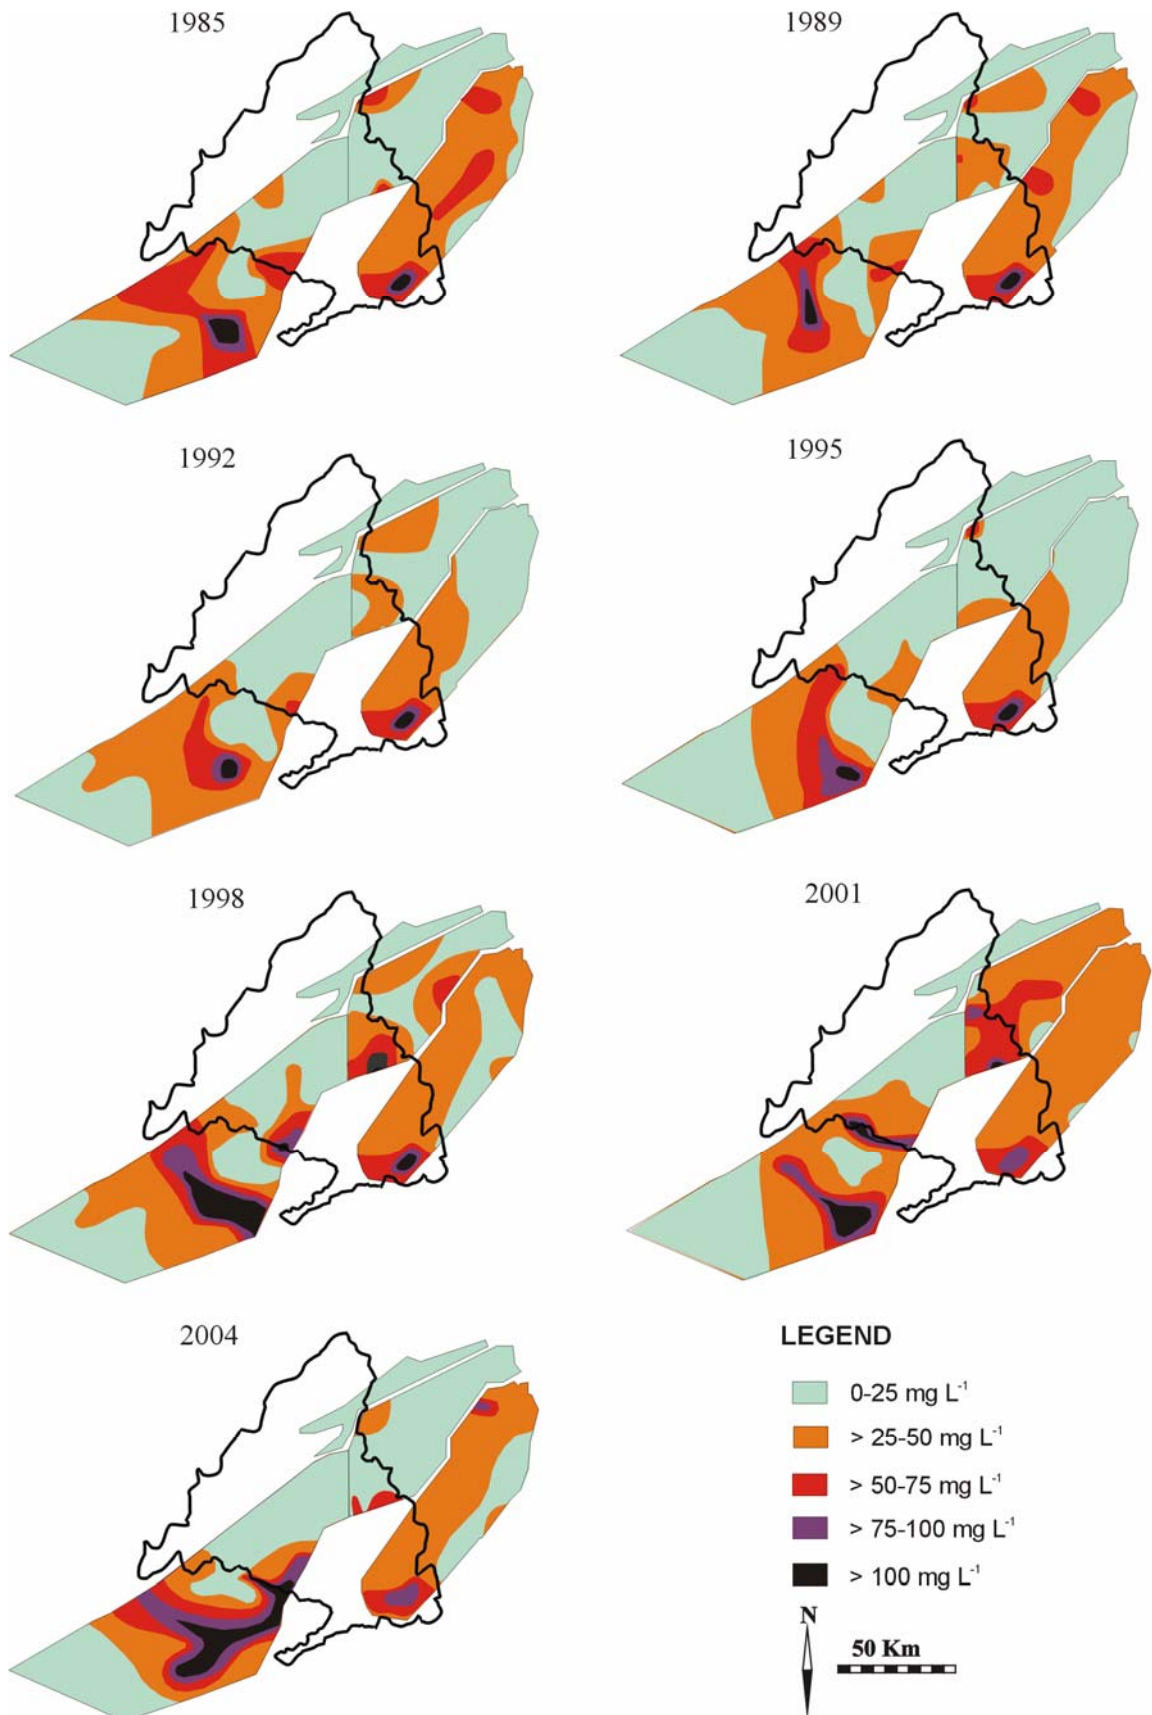 1985
1989
1992
1995
1998
2001
2004
LEGEND
0-25 mg L⁻¹
> 25-50 mg L⁻¹
> 50-75 mg L⁻¹
> 75-100 mg L⁻¹
> 100 mg L⁻¹
N
50 Km